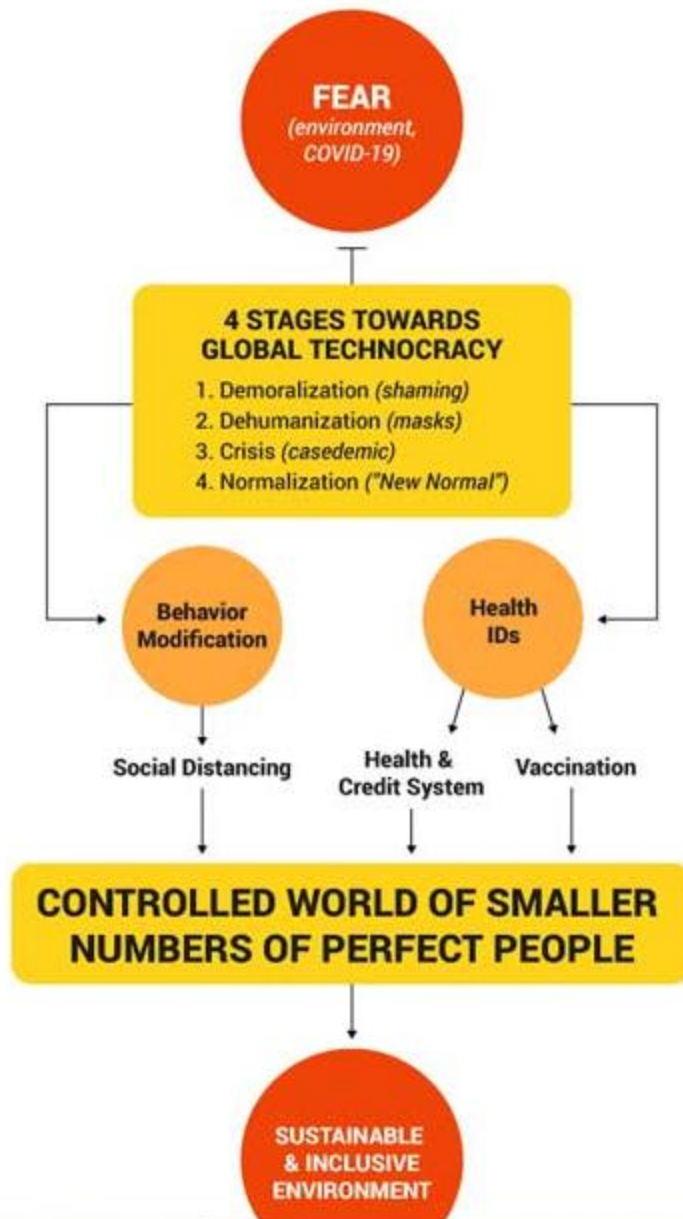 FEAR
(environment,
COVID-19)
4 STAGES TOWARDS
GLOBAL TECHNOCRACY
1. Demoralization (shaming)
2. Dehumanization (masks)
3. Crisis (casedemic)
4. Normalization ("New Normal")
Behavior
Modification
Health
IDs
Social Distancing
Health &
Credit System
Vaccination
CONTROLLED WORLD OF SMALLER
NUMBERS OF PERFECT PEOPLE
SUSTAINABLE
& INCLUSIVE
ENVIRONMENT